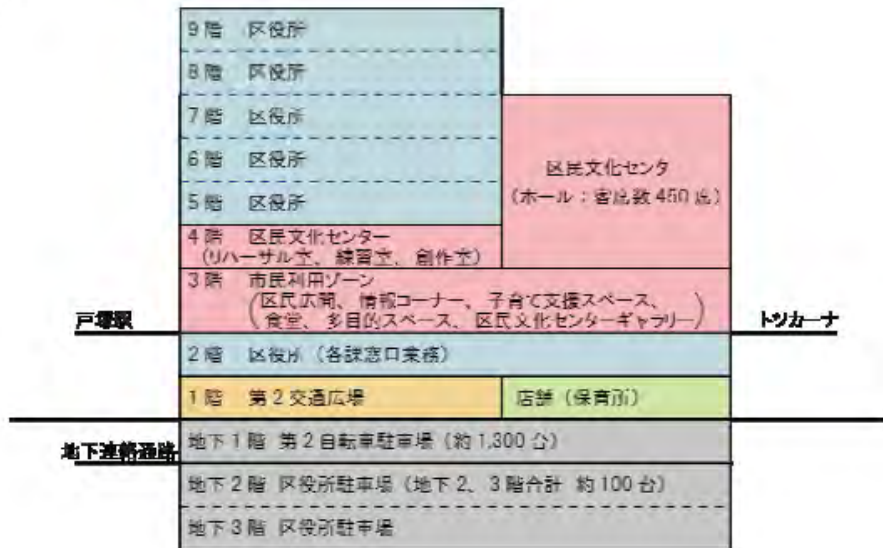 9階 区役所
8階 区役所
7階 区役所
6階 区役所
5階 区役所
区民文化センタ
(ホール：客席数450席)
4階 区民文化センター
(リハーサル室、練習室、創作室)
3階 市民利用ゾーン
(区民広間、情報コーナー、子育て支援スペース、
食堂、多目的スペース、区民文化センターギャラリー)
戸塚駅
トツカーナ
2階 区役所（各課窓口業務）
1階 第2交通広場
店舗（保育所）
地下連絡通路
地下1階 第2自転車駐車場（約1,300台）
地下2階 区役所駐車場（地下2、3階合計 約100台）
地下3階 区役所駐車場